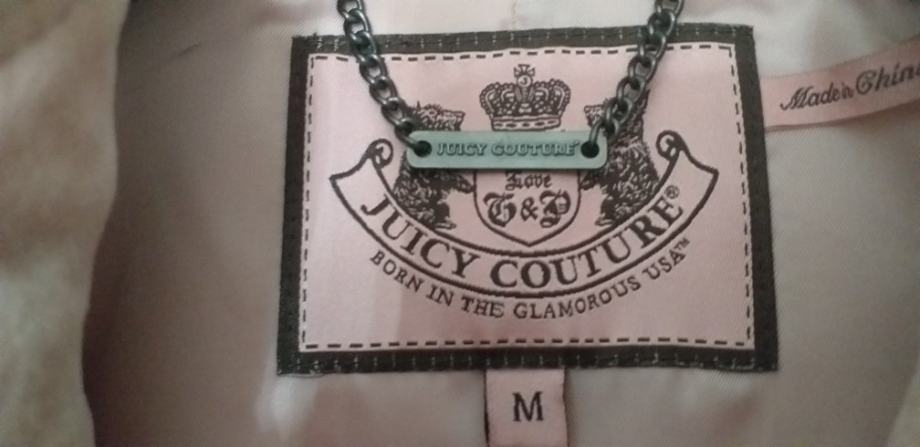 JUICY COUTURE
Made in China
Love
G&P
JUICY COUTURE®
BORN IN THE GLAMOROUS USA™
M